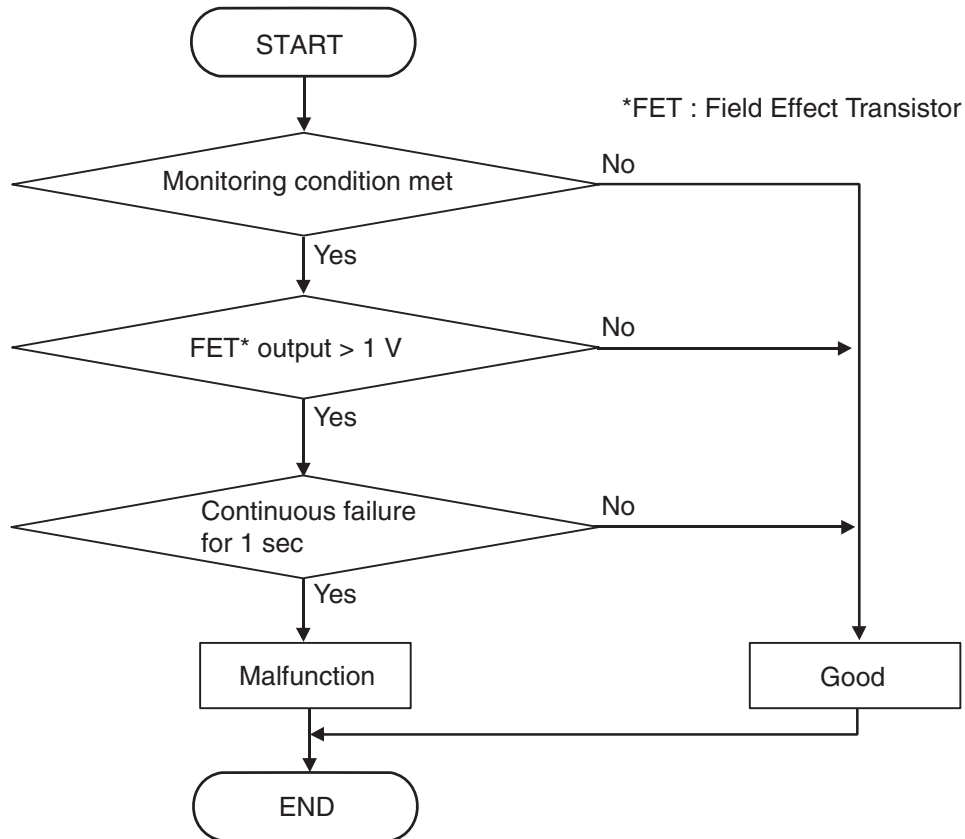 START
*FET : Field Effect Transistor
Monitoring condition met
No
Yes
FET* output > 1 V
No
Yes
Continuous failure
for 1 sec
No
Yes
Malfunction
Good
END